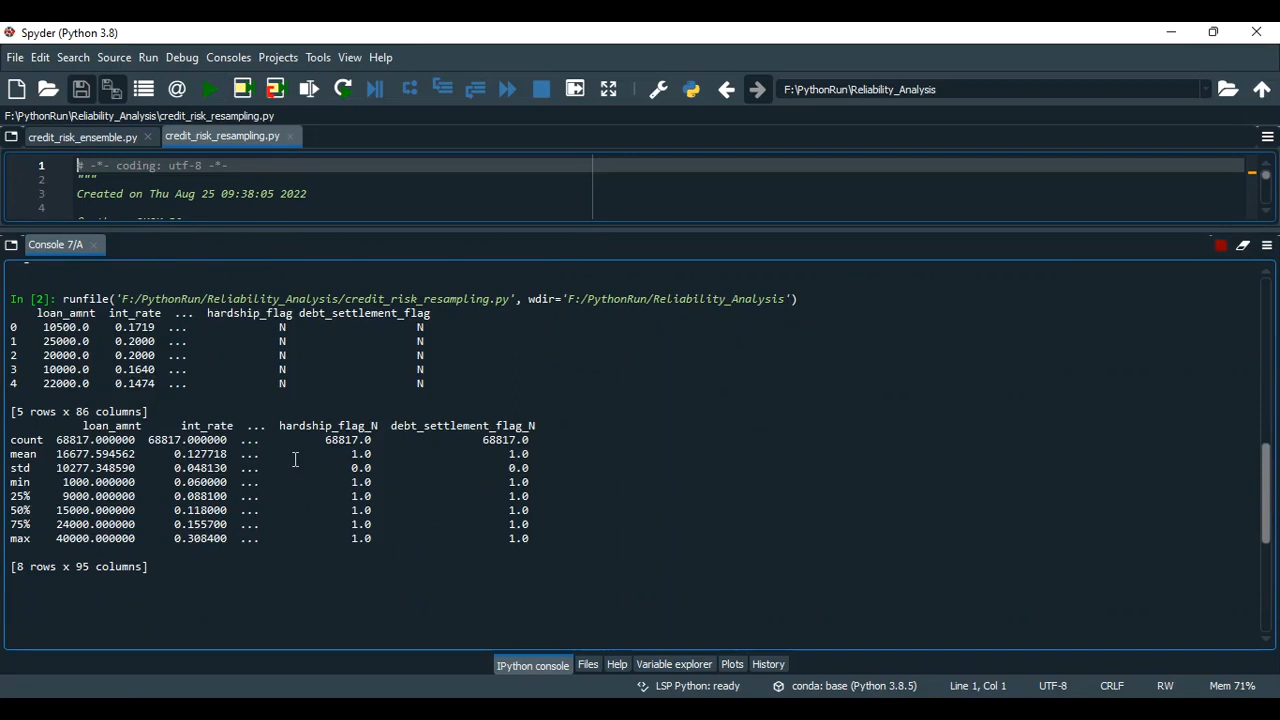 Spyder (Python 3.8)
File Edit Search Source Run Debug Consoles Projects Tools View Help
F:\PythonRun\Reliability_Analysis
F:\PythonRun\Reliability_Analysis\credit_risk_resampling.py
credit_risk_ensemble.py credit_risk_resampling.py
1 # -*- coding: utf-8 -*-
2 """
3 Created on Thu Aug 25 09:38:05 2022
4
Console 7/A
In [2]: runfile('F:/PythonRun/Reliability_Analysis/credit_risk_resampling.py', wdir='F:/PythonRun/Reliability_Analysis')
loan_amnt int_rate ... hardship_flag debt_settlement_flag
0 10500.0 0.1719 ... N N
1 25000.0 0.2000 ... N N
2 20000.0 0.2000 ... N N
3 10000.0 0.1640 ... N N
4 22000.0 0.1474 ... N N
[5 rows x 86 columns]
loan_amnt int_rate ... hardship_flag_N debt_settlement_flag_N
count 68817.000000 68817.000000 ... 68817.0 68817.0
mean 16677.594562 0.127718 ... 1.0 1.0
std 10277.348590 0.048130 ... 0.0 0.0
min 1000.000000 0.060000 ... 1.0 1.0
25% 9000.000000 0.088100 ... 1.0 1.0
50% 15000.000000 0.118000 ... 1.0 1.0
75% 24000.000000 0.155700 ... 1.0 1.0
max 40000.000000 0.308400 ... 1.0 1.0
[8 rows x 95 columns]
IPython console Files Help Variable explorer Plots History
LSP Python: ready conda: base (Python 3.8.5) Line 1, Col 1 UTF-8 CRLF RW Mem 71%